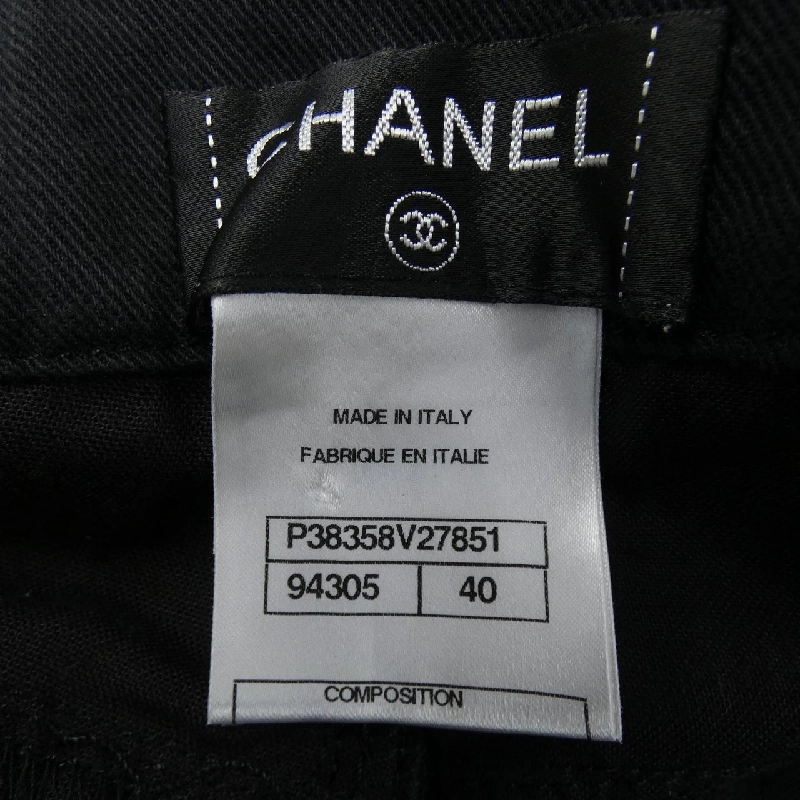 CHANEL
MADE IN ITALY
FABRIQUE EN ITALIE
P38358V27851
94305 40
COMPOSITION